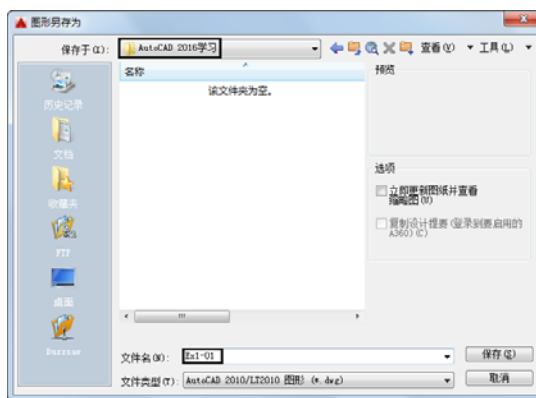 图形另存为
保存于(I): AutoCAD 2016学习 查看(V) 工具(L)
名称 预览
该文件夹为空。
历史记录
文档
收藏夹
FTP
桌面
Buzzsaw
选项
立即更新图纸并查看
缩略图(U)
复制设计提要(登录到要启用的
A360)(C)
文件名(N): Ex1-01 保存(S)
文件类型(T): AutoCAD 2010/LT2010 图形 (*.dwg) 取消